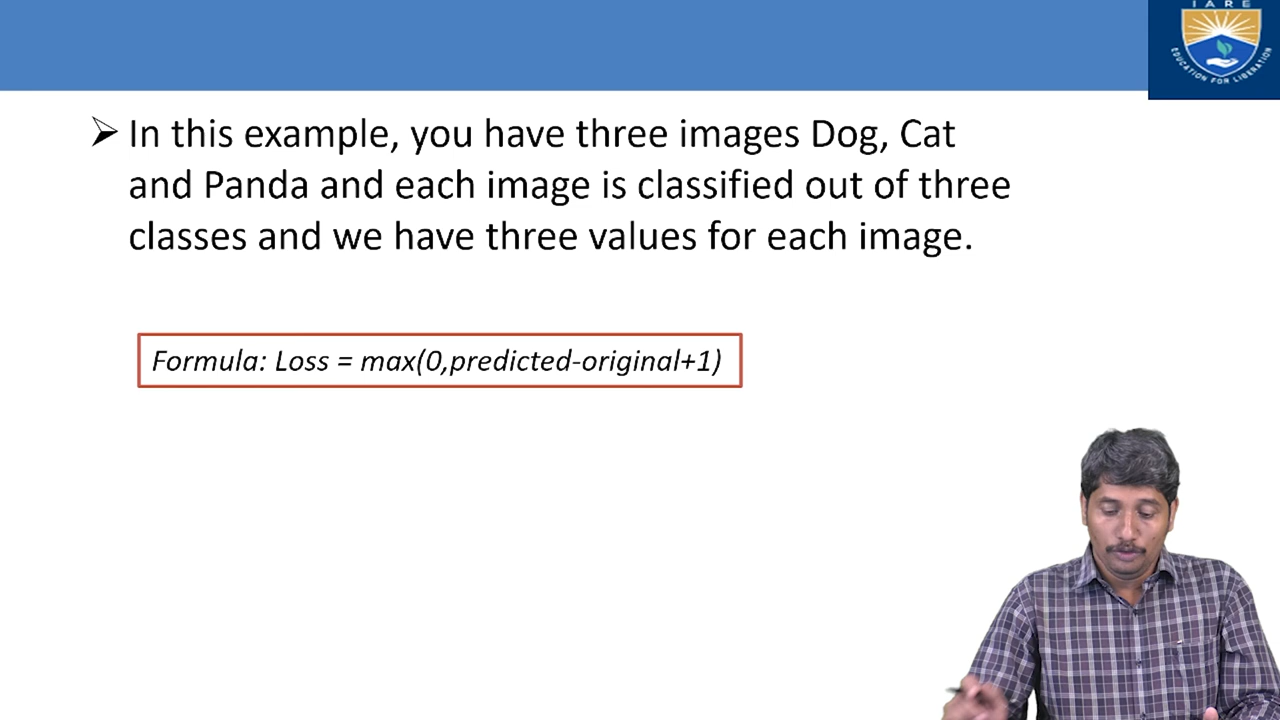 IARE
EDUCATION FOR LIBERATION
➢ In this example, you have three images Dog, Cat
and Panda and each image is classified out of three
classes and we have three values for each image.
Formula: Loss = max(0,predicted-original+1)